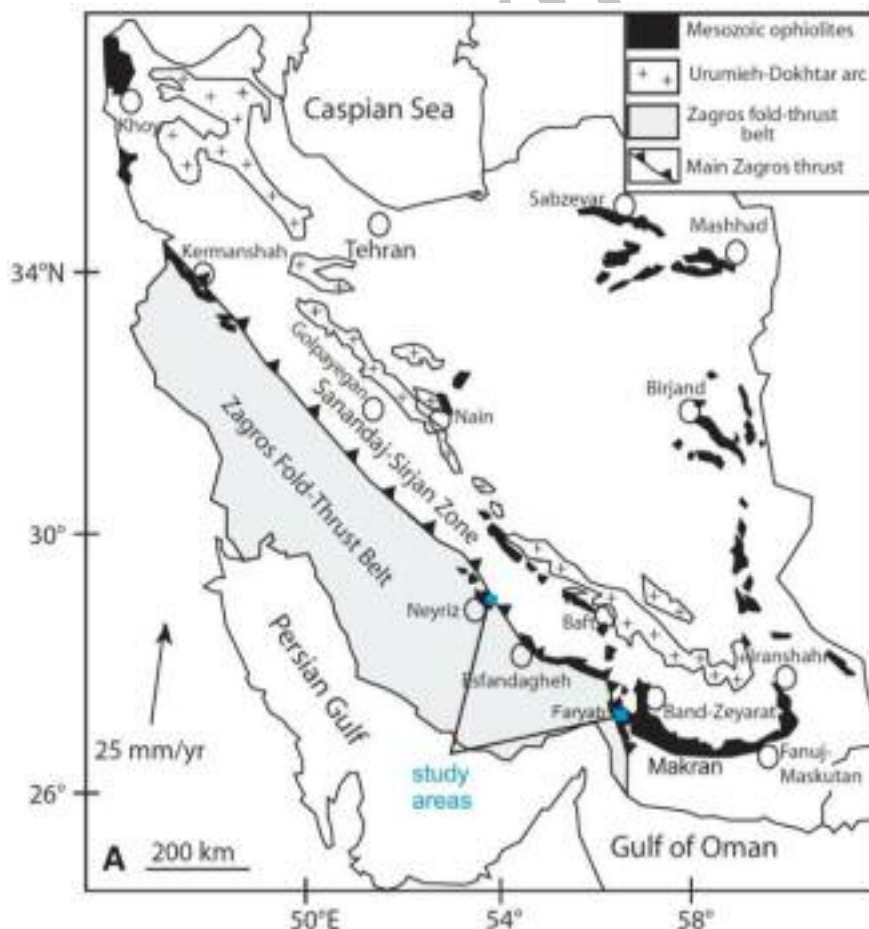 Mesozoic ophiolites
Urumieh-Dokhtar arc
Zagros fold-thrust
belt
Main Zagros thrust
Caspian Sea
Khoy
Sabzevar
Mashhad
Tehran
Kermanshah
34°N
Golpayegan
Nain
Birjand
Sanandaj-Sirjan Zone
Zagros Fold-Thrust Belt
30°
Neyriz
Baft
Iranshahr
Esfandagheh
Persian Gulf
Faryab
Band-Zeyarat
25 mm/yr
Makran
Fanuj-
Maskutan
study
areas
26°
A
200 km
Gulf of Oman
50°E
54°
58°